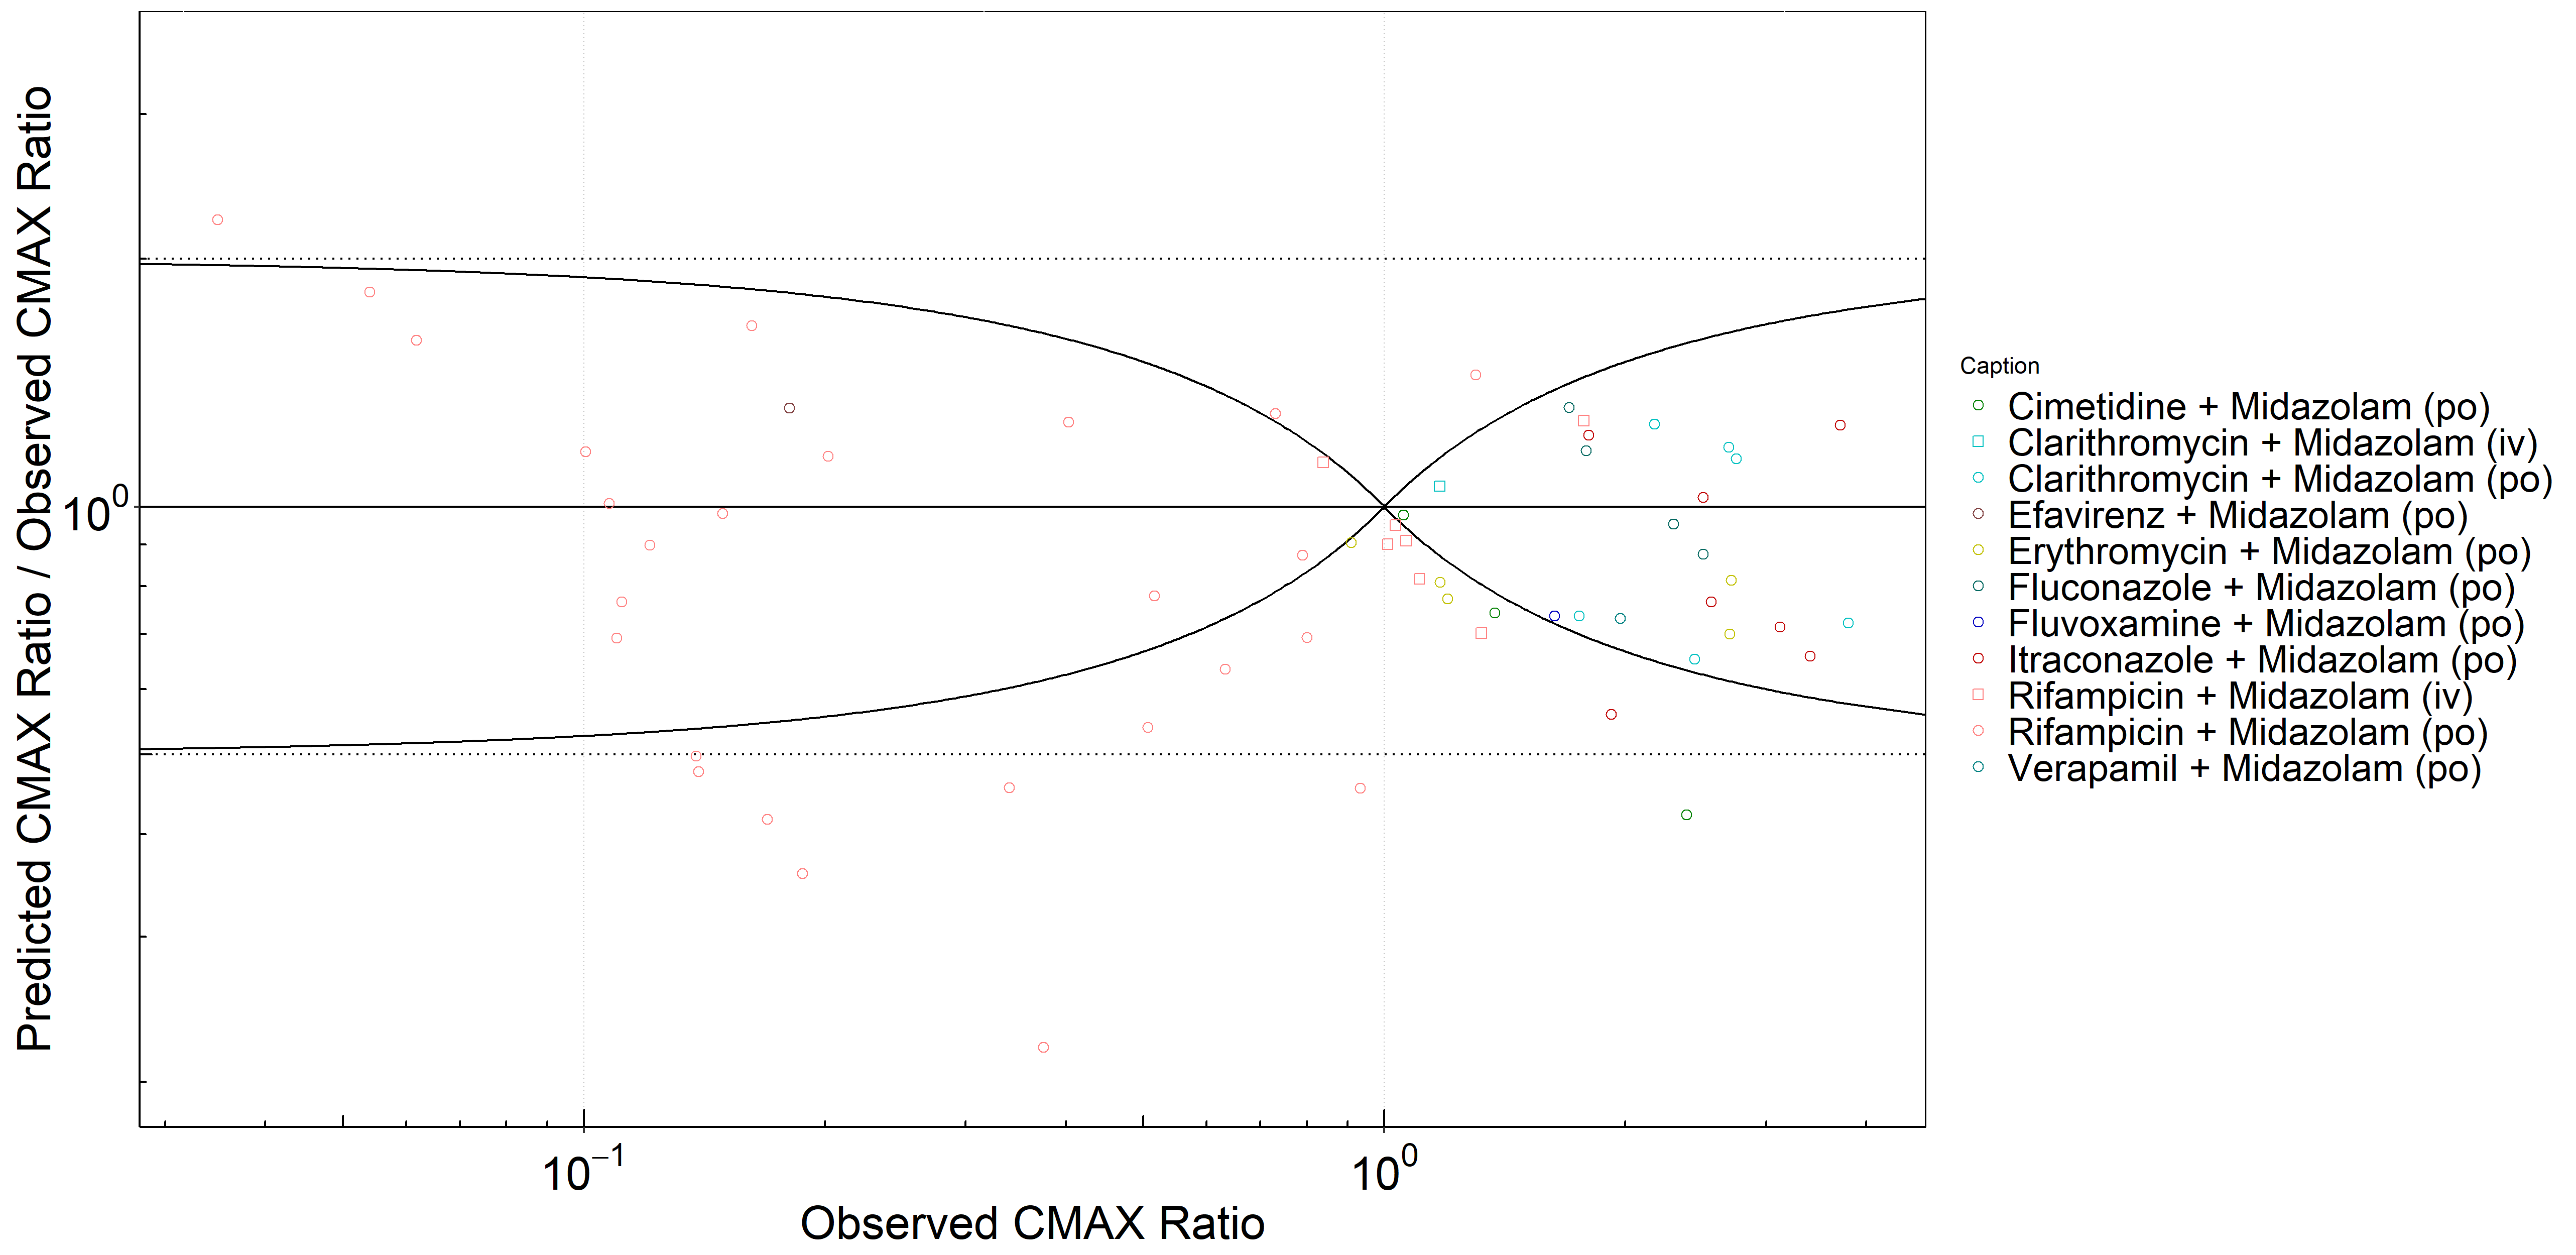 Predicted CMAX Ratio / Observed CMAX Ratio
10⁰
10⁻¹
10⁰
Observed CMAX Ratio
Caption
Cimetidine + Midazolam (po)
Clarithromycin + Midazolam (iv)
Clarithromycin + Midazolam (po)
Efavirenz + Midazolam (po)
Erythromycin + Midazolam (po)
Fluconazole + Midazolam (po)
Fluvoxamine + Midazolam (po)
Itraconazole + Midazolam (po)
Rifampicin + Midazolam (iv)
Rifampicin + Midazolam (po)
Verapamil + Midazolam (po)